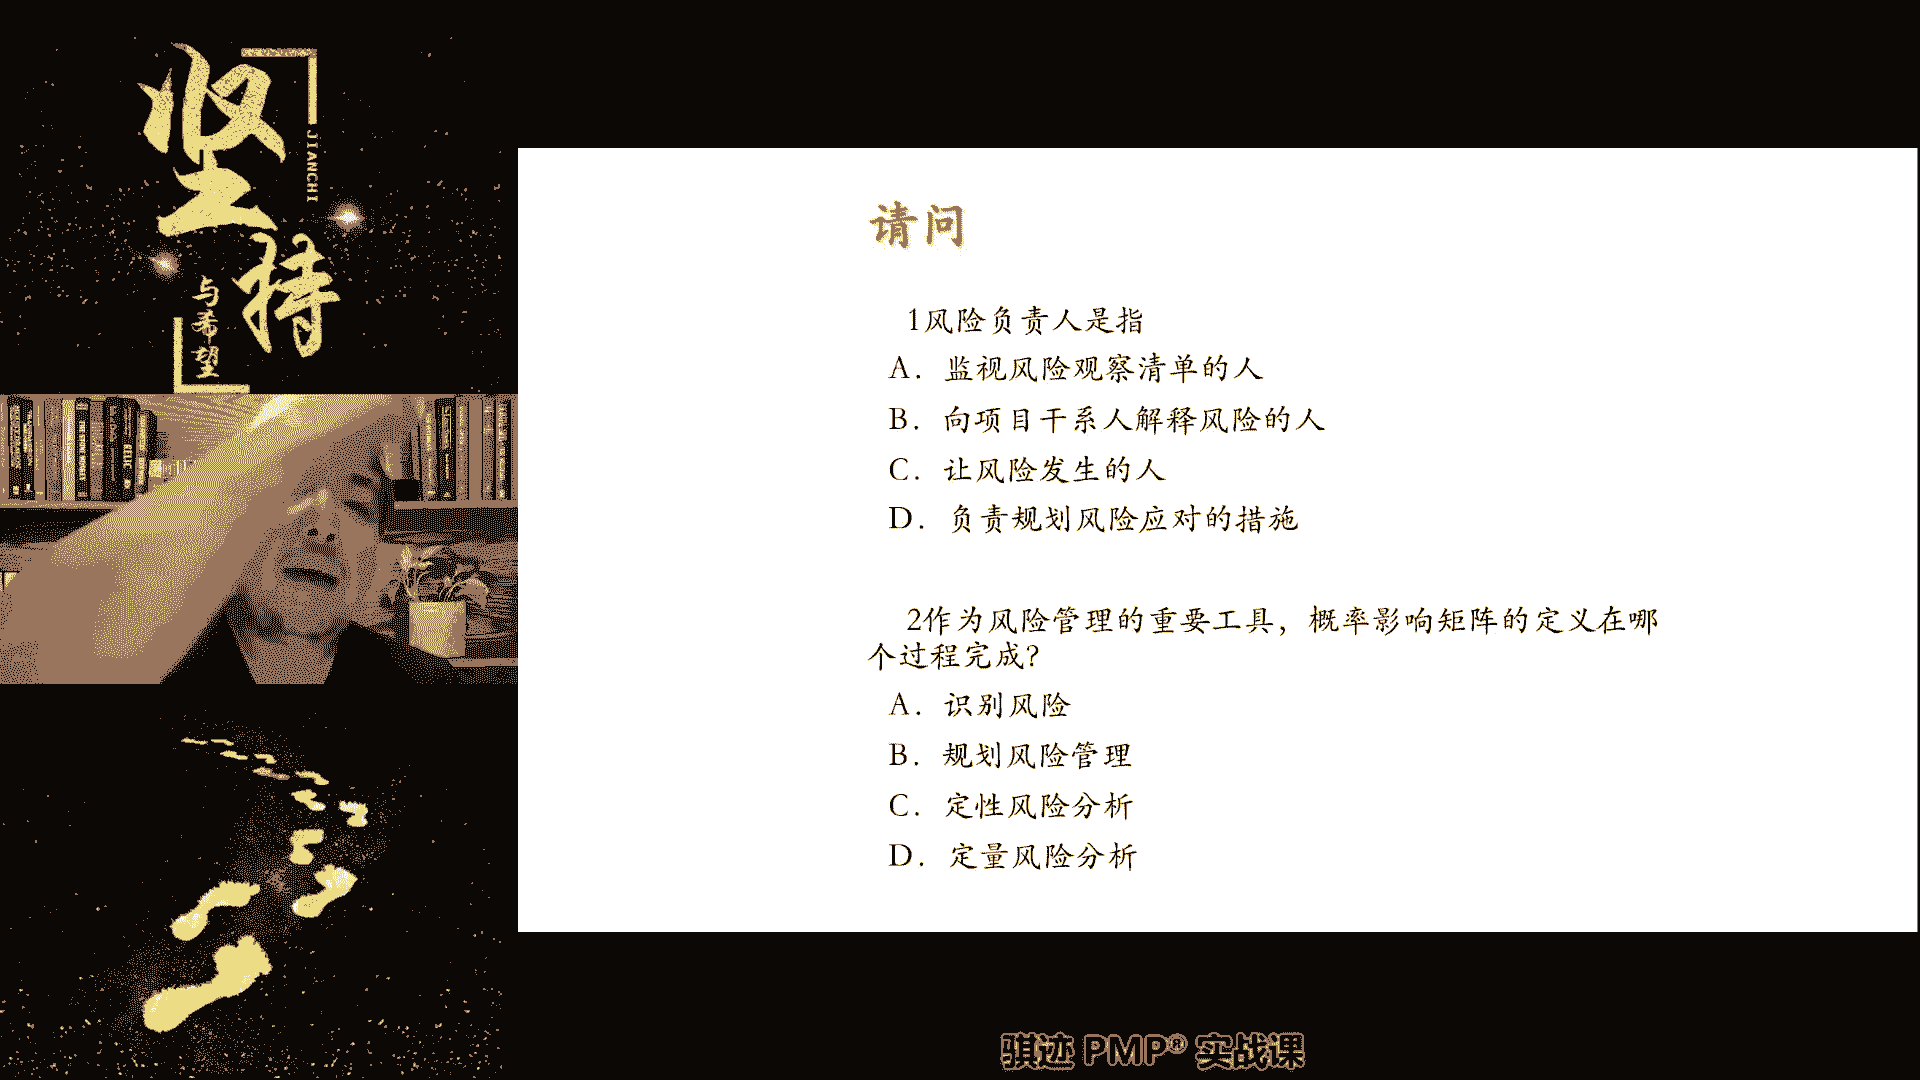 坚持
JIANCHI
与希望
请问
1风险负责人是指
A. 监视风险观察清单的人
B. 向项目干系人解释风险的人
C. 让风险发生的人
D. 负责规划风险应对的措施
2作为风险管理的重要工具，概率影响矩阵的定义在哪
个过程完成？
A. 识别风险
B. 规划风险管理
C. 定性风险分析
D. 定量风险分析
骐迹 PMP® 实战课